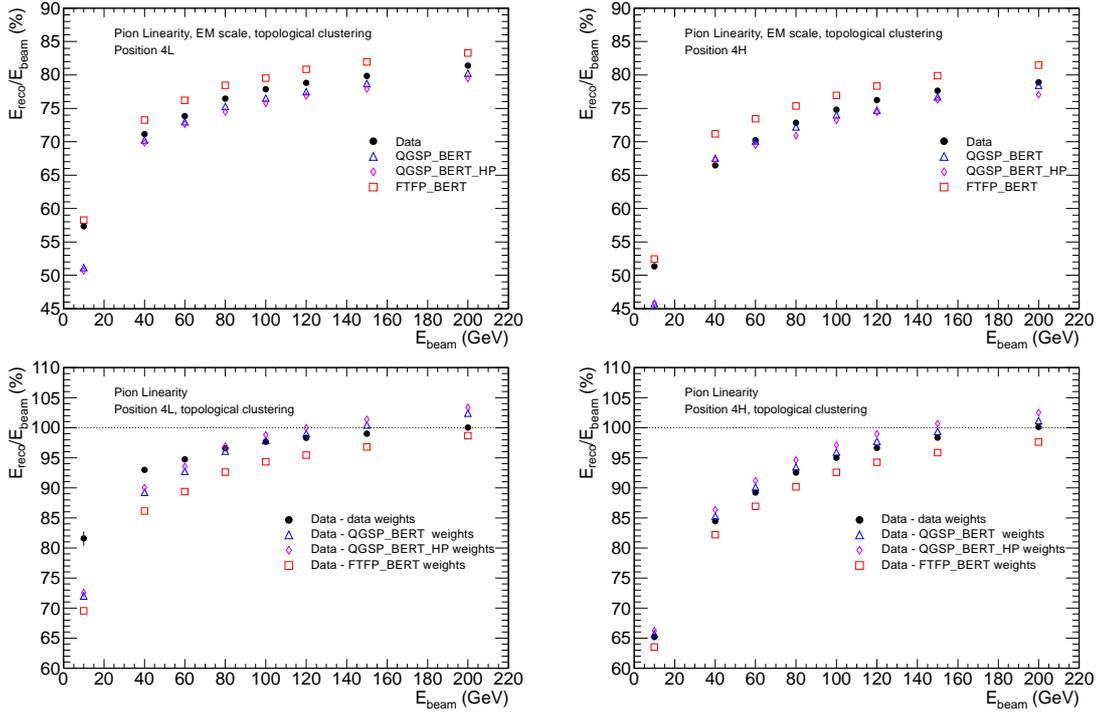 Pion Linearity, EM scale, topological clustering
Position 4L
Data
QGSP_BERT
QGSP_BERT_HP
FTFP_BERT
E_reco/E_beam (%)
90
85
80
75
70
65
60
55
50
45
0 20 40 60 80 100 120 140 160 180 200 220
E_beam (GeV)
Pion Linearity, EM scale, topological clustering
Position 4H
Data
QGSP_BERT
QGSP_BERT_HP
FTFP_BERT
E_reco/E_beam (%)
90
85
80
75
70
65
60
55
50
45
0 20 40 60 80 100 120 140 160 180 200 220
E_beam (GeV)
Pion Linearity
Position 4L, topological clustering
Data - data weights
Data - QGSP_BERT weights
Data - QGSP_BERT_HP weights
Data - FTFP_BERT weights
E_reco/E_beam (%)
110
105
100
95
90
85
80
75
70
65
60
0 20 40 60 80 100 120 140 160 180 200 220
E_beam (GeV)
Pion Linearity
Position 4H, topological clustering
Data - data weights
Data - QGSP_BERT weights
Data - QGSP_BERT_HP weights
Data - FTFP_BERT weights
E_reco/E_beam (%)
110
105
100
95
90
85
80
75
70
65
60
0 20 40 60 80 100 120 140 160 180 200 220
E_beam (GeV)